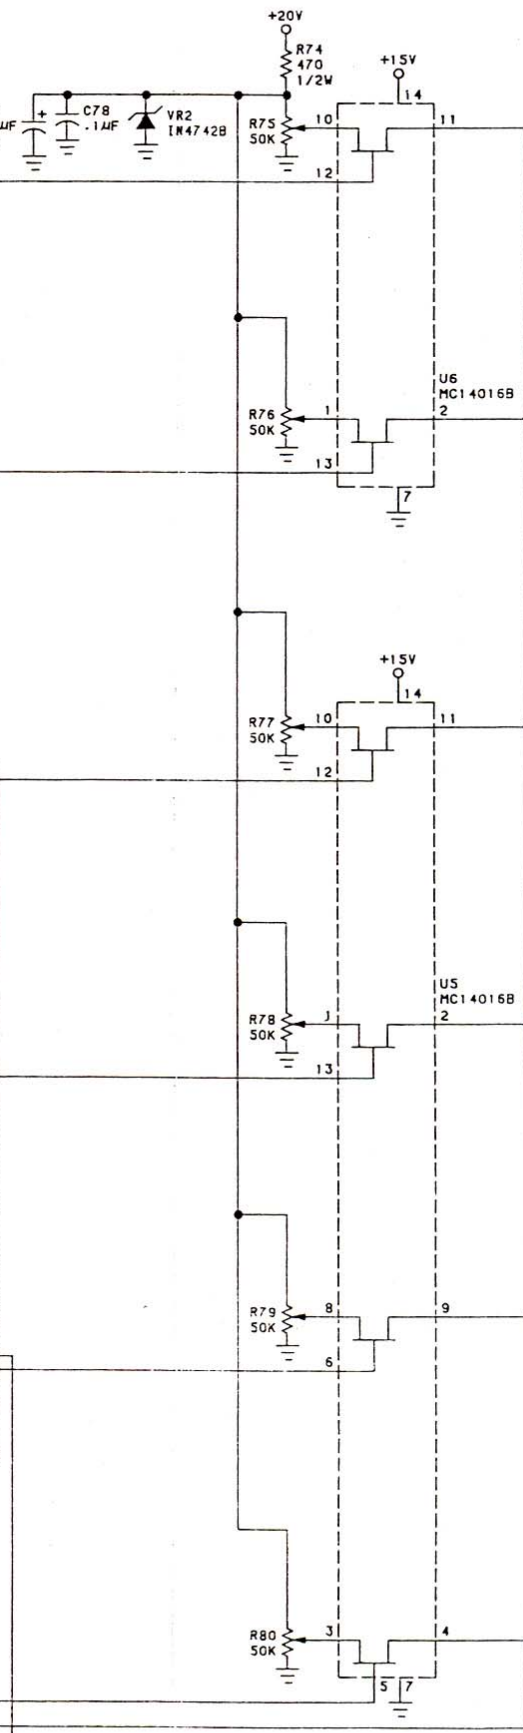 +20V
R74
470
1/2W
+15V
14
+
µF
C78
.1µF
VR2
IN4742B
R75
50K
10
11
12
U6
MC14016B
R76
50K
1
2
13
7
+15V
14
R77
50K
10
11
12
U5
MC14016B
R78
50K
1
2
13
R79
50K
8
9
6
R80
50K
3
4
5
7